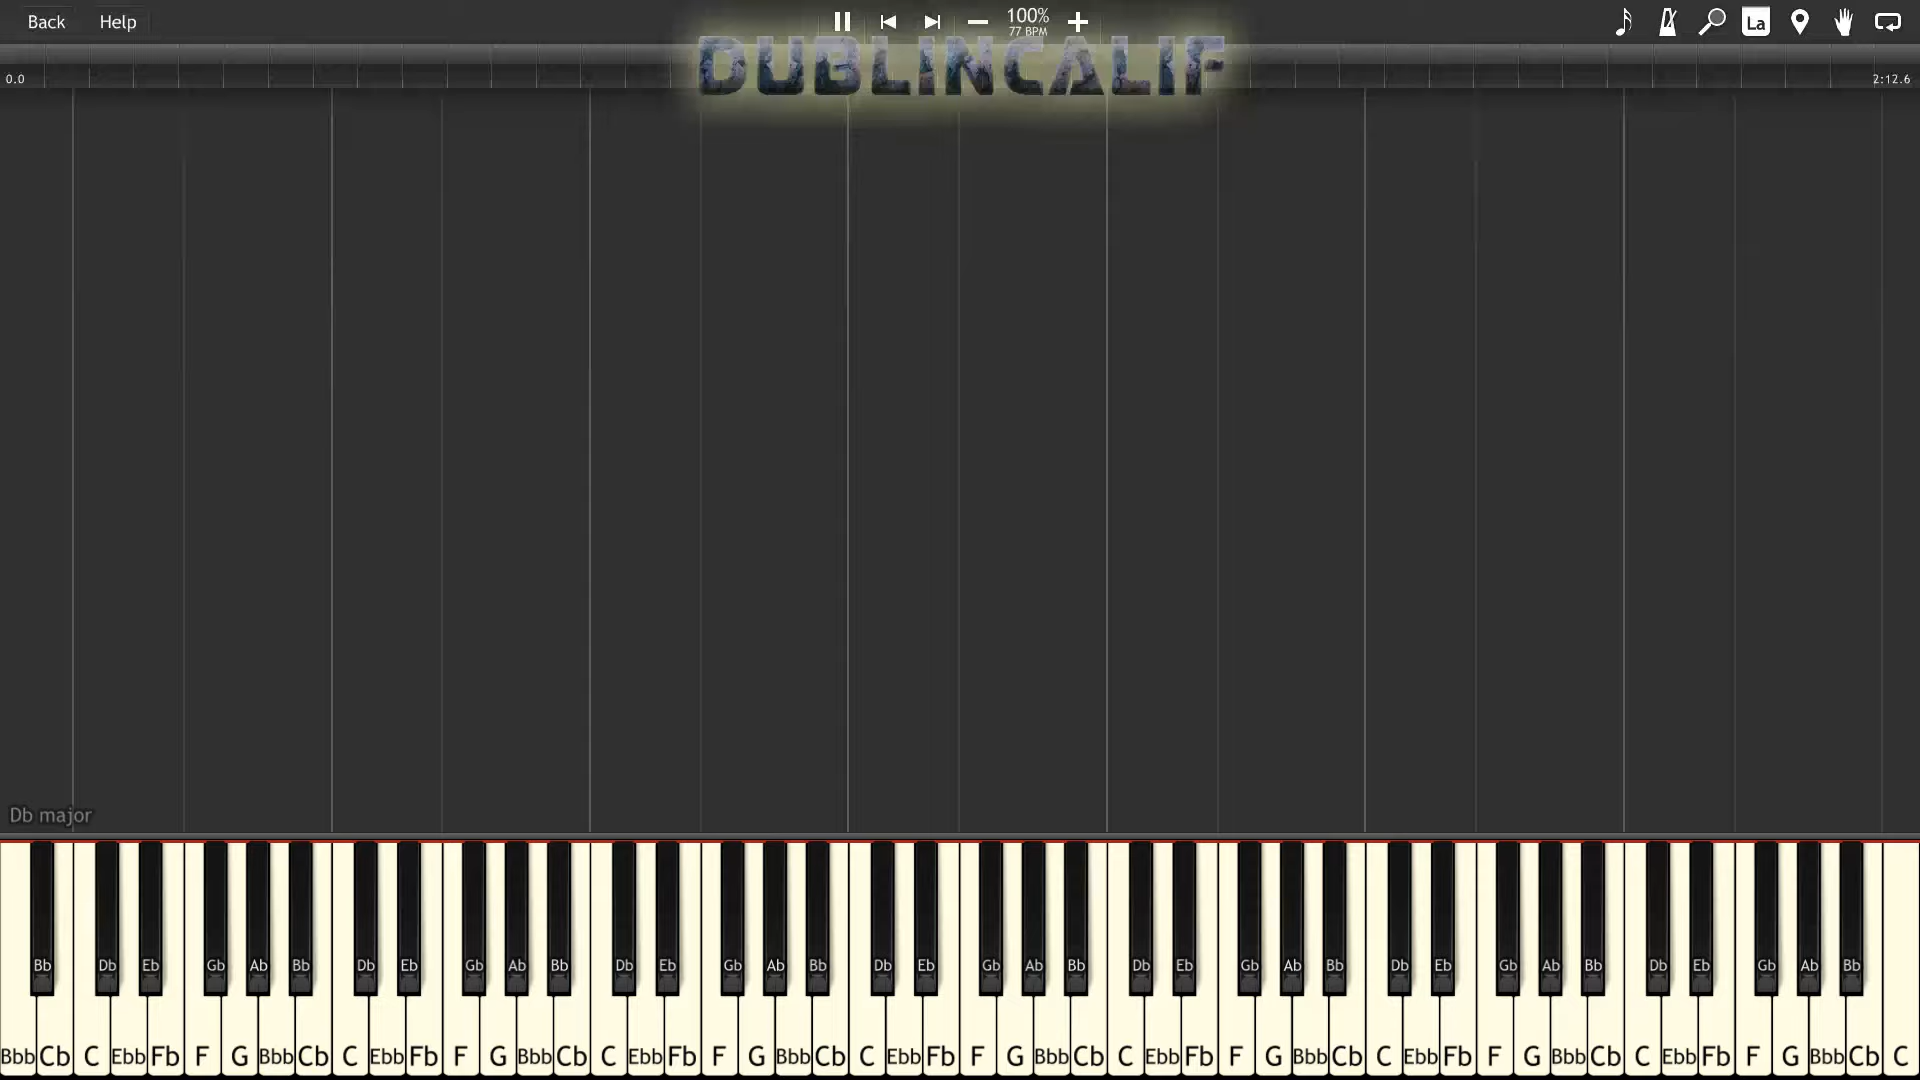 Back Help 100% La
77 BPM
DUBLINCALIF
0.0 2:12.6
Db major
Bb Db Eb Gb Ab Bb Db Eb Gb Ab Bb Db Eb Gb Ab Bb Db Eb Gb Ab Bb Db Eb Gb Ab Bb Db Eb Gb Ab Bb Db Eb Gb Ab Bb
Bbb Cb C Ebb Fb F G Bbb Cb C Ebb Fb F G Bbb Cb C Ebb Fb F G Bbb Cb C Ebb Fb F G Bbb Cb C Ebb Fb F G Bbb Cb C Ebb Fb F G Bbb Cb C Ebb Fb F G Bbb Cb C